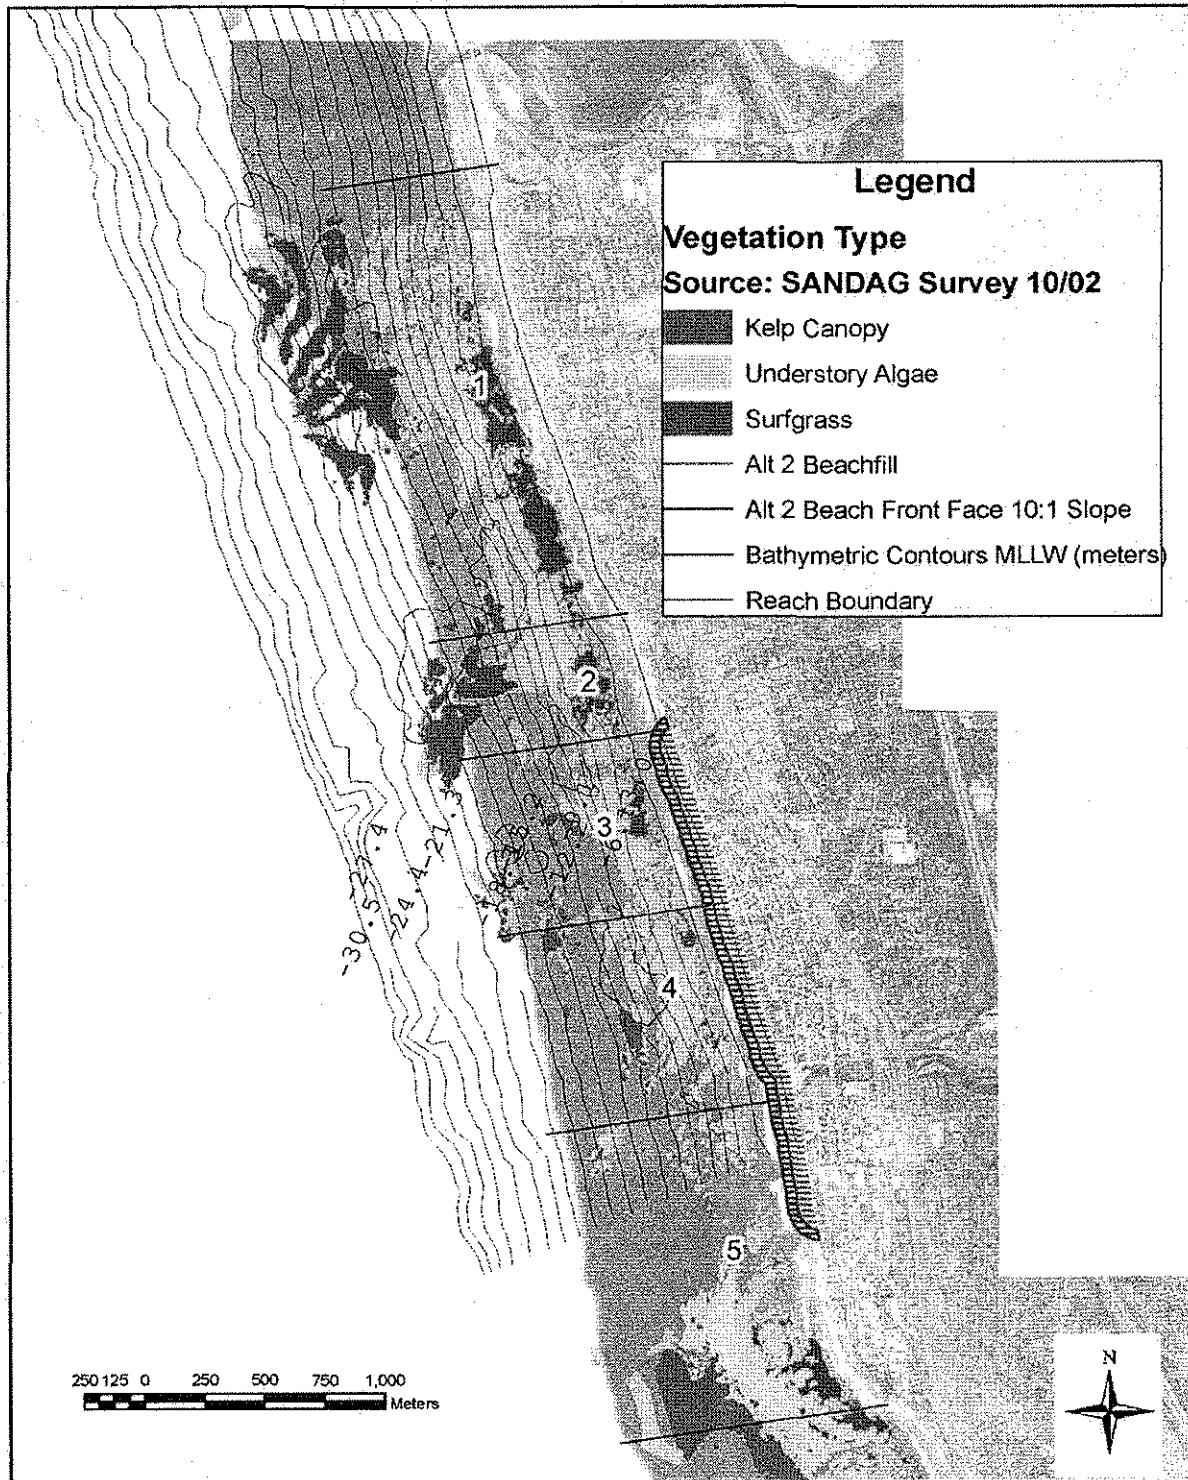 Legend
Vegetation Type
Source: SANDAG Survey 10/02
Kelp Canopy
Understory Algae
Surfgrass
Alt 2 Beachfill
Alt 2 Beach Front Face 10:1 Slope
Bathymetric Contours MLLW (meters)
Reach Boundary
1
2
3
4
5
-30.5
-27.4
-24.4
-21.3
250 125 0 250 500 750 1,000
Meters
N